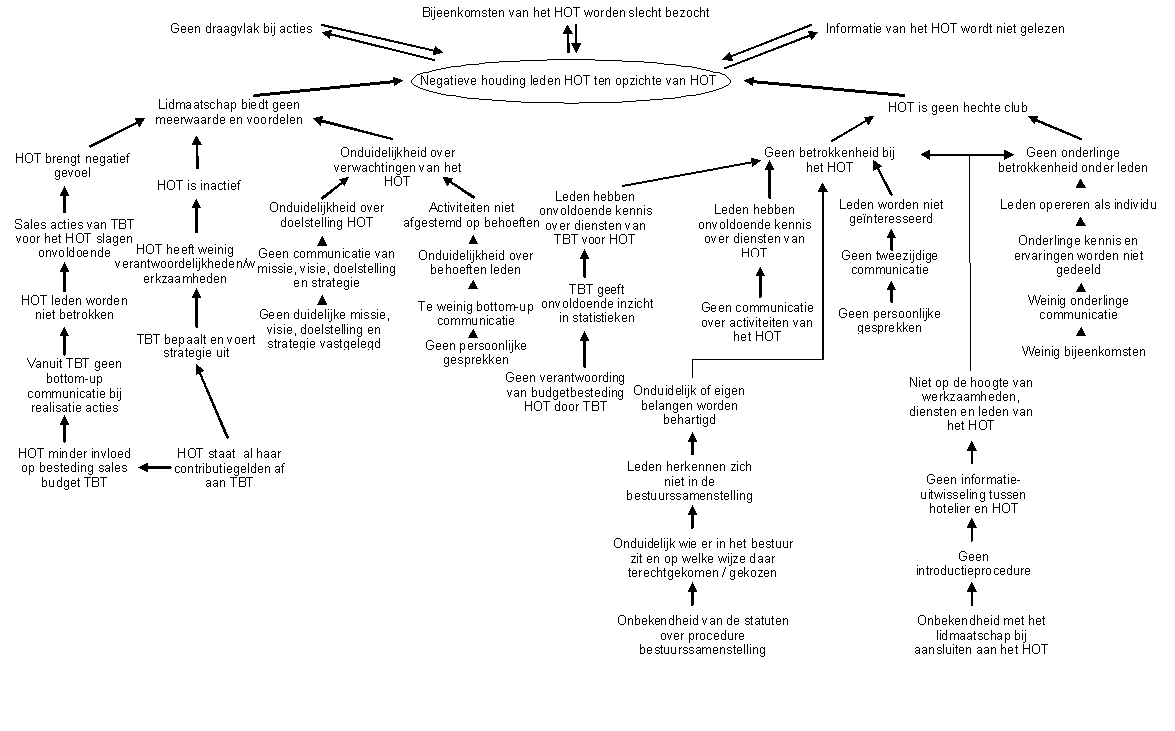 Bijeenkomsten van het HOT worden slecht bezocht
Geen draagvlak bij acties
Informatie van het HOT wordt niet gelezen
Negatieve houding leden HOT ten opzichte van HOT
Lidmaatschap biedt geen
meerwaarde en voordelen
HOT is geen hechte club
HOT brengt negatief
gevoel
Sales acties van TBT
voor het HOT slagen
onvoldoende
HOT leden worden
niet betrokken
Vanuit TBT geen
bottom-up
communicatie bij
realisatie acties
HOT minder invloed
op besteding sales
budget TBT
HOT is inactief
HOT heeft weinig
verantwoordelijkheden/w
erkzaamheden
TBT bepaalt en voert
strategie uit
HOT staat al haar
contributiegelden af
aan TBT
Onduidelijkheid over
verwachtingen van het
HOT
Onduidelijkheid over
doelstelling HOT
Geen communicatie van
missie, visie, doelstelling
en strategie
Geen duidelijke missie,
visie, doelstelling en
strategie vastgelegd
Activiteiten niet
afgestemd op behoeften
Onduidelijkheid over
behoeften leden
Te weinig bottom-up
communicatie
Geen persoonlijke
gesprekken
Leden hebben
onvoldoende kennis
over diensten van
TBT voor HOT
TBT geeft
onvoldoende inzicht
in statistieken
Geen verantwoording
van budgetbesteding
HOT door TBT
Geen betrokkenheid bij
het HOT
Leden hebben
onvoldoende kennis
over diensten van
HOT
Geen communicatie
over activiteiten van
het HOT
Leden worden niet
geïnteresseerd
Geen tweezijdige
communicatie
Geen persoonlijke
gesprekken
Onduidelijk of eigen
belangen worden
behartigd
Leden herkennen zich
niet in de
bestuurssamenstelling
Onduidelijk wie er in het bestuur
zit en op welke wijze daar
terechtgekomen / gekozen
Onbekendheid van de statuten
over procedure
bestuurssamenstelling
Geen onderlinge
betrokkenheid onder leden
Leden opereren als individu
Onderlinge kennis en
ervaringen worden niet
gedeeld
Weinig onderlinge
communicatie
Weinig bijeenkomsten
Niet op de hoogte van
werkzaamheden,
diensten en leden van
het HOT
Geen informatie-
uitwisseling tussen
hotelier en HOT
Geen
introductieprocedure
Onbekendheid met het
lidmaatschap bij
aansluiten aan het HOT